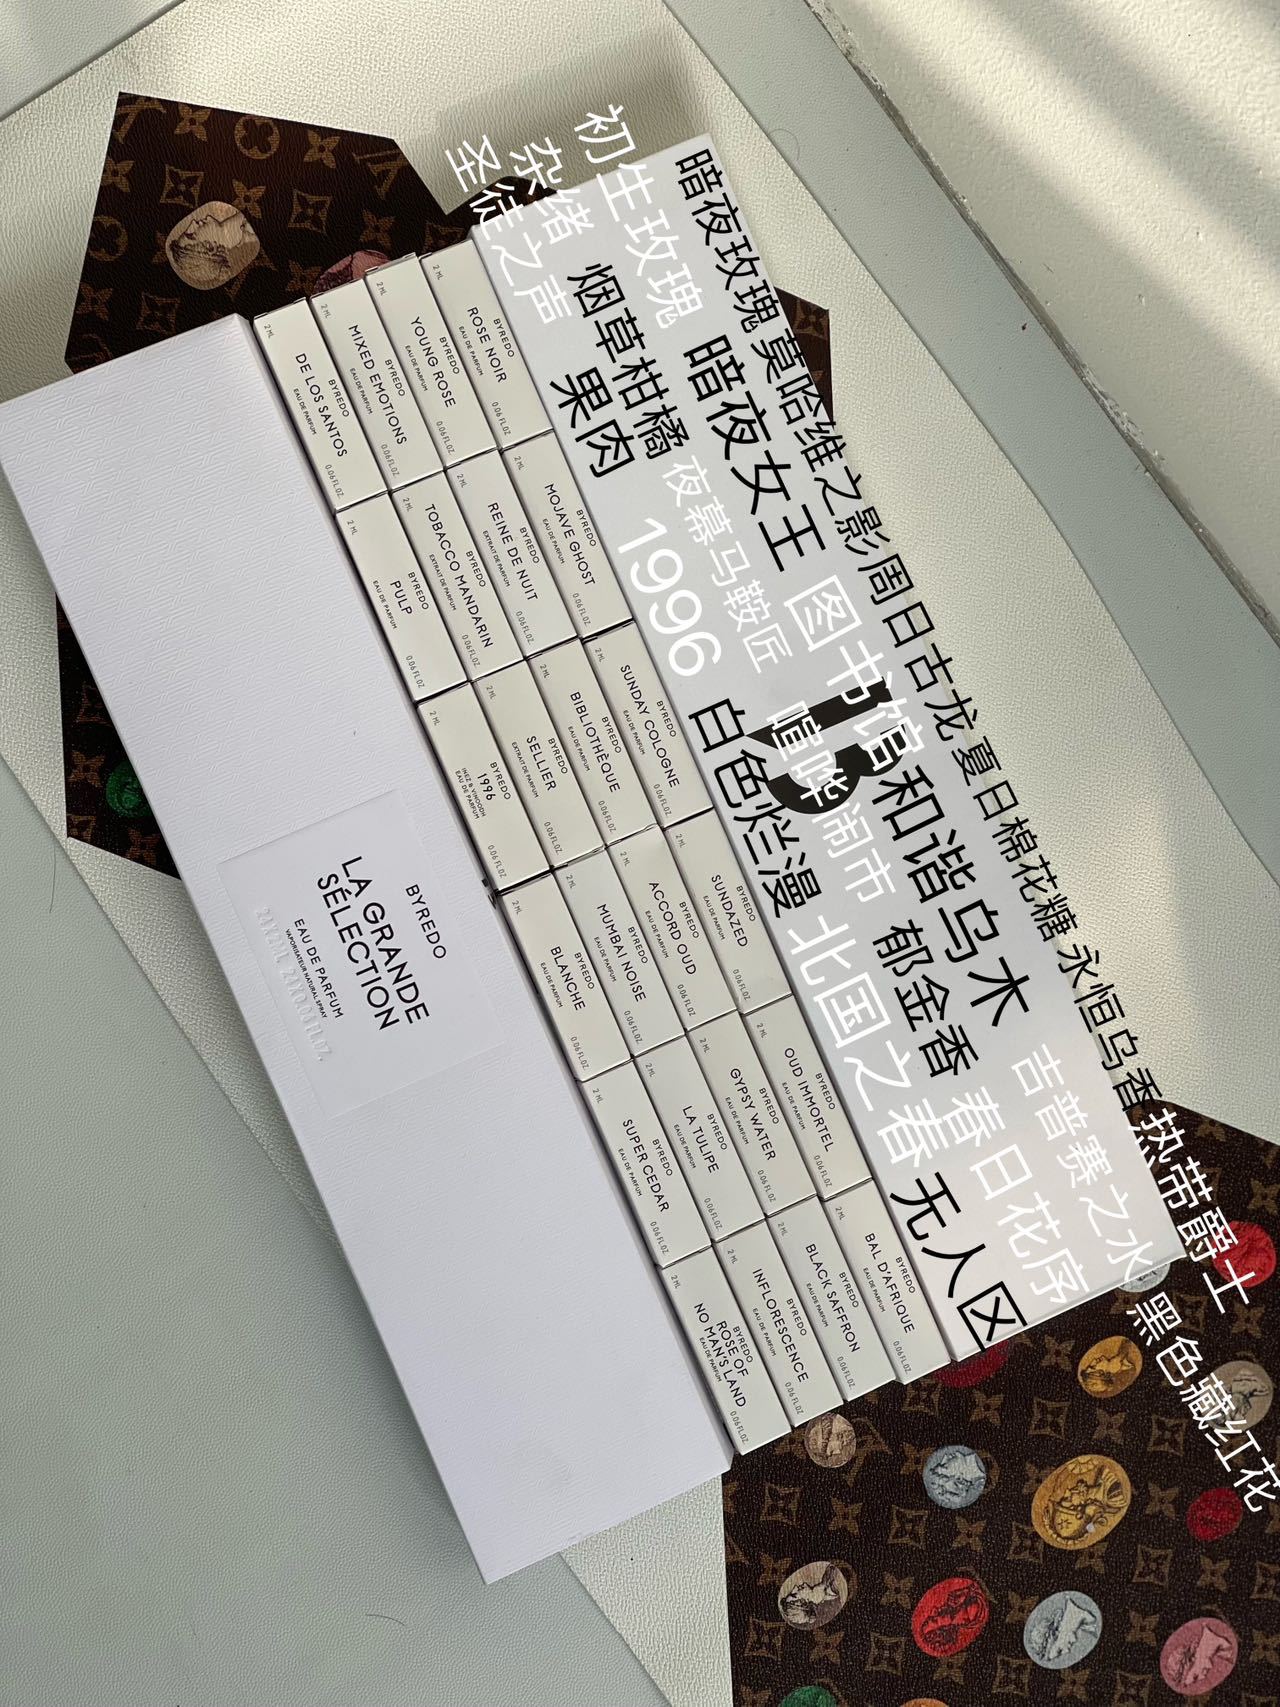 BYREDO
LA GRANDE
SÉLECTION
EAU DE PARFUM
VAPORISATEUR NATURAL SPRAY
2 ML
BYREDO
DE LOS SANTOS
EAU DE PARFUM
0.06 FL.OZ.
2 ML
BYREDO
MIXED EMOTIONS
EAU DE PARFUM
0.06 FL.OZ.
2 ML
BYREDO
YOUNG ROSE
EAU DE PARFUM
0.06 FL.OZ.
2 ML
BYREDO
ROSE NOIR
EAU DE PARFUM
0.06 FL.OZ.
2 ML
BYREDO
PULP
EAU DE PARFUM
0.06 FL.OZ.
2 ML
BYREDO
TOBACCO MANDARIN
EXTRAIT DE PARFUM
0.06 FL.OZ.
2 ML
BYREDO
REINE DE NUIT
EXTRAIT DE PARFUM
0.06 FL.OZ.
2 ML
BYREDO
MOJAVE GHOST
EAU DE PARFUM
0.06 FL.OZ.
2 ML
BYREDO
1996
INEZ & VINOODH
EAU DE PARFUM
0.06 FL.OZ.
2 ML
BYREDO
SELLIER
EXTRAIT DE PARFUM
0.06 FL.OZ.
2 ML
BYREDO
BIBLIOTHÈQUE
EAU DE PARFUM
0.06 FL.OZ.
2 ML
BYREDO
SUNDAY COLOGNE
EAU DE PARFUM
0.06 FL.OZ.
2 ML
BYREDO
BLANCHE
EAU DE PARFUM
0.06 FL.OZ.
2 ML
BYREDO
MUMBAI NOISE
EAU DE PARFUM
0.06 FL.OZ.
2 ML
BYREDO
ACCORD OUD
EAU DE PARFUM
0.06 FL.OZ.
2 ML
BYREDO
SUNDAZED
EAU DE PARFUM
0.06 FL.OZ.
2 ML
BYREDO
SUPER CEDAR
EAU DE PARFUM
0.06 FL.OZ.
2 ML
BYREDO
LA TULIPE
EAU DE PARFUM
0.06 FL.OZ.
2 ML
BYREDO
GYPSY WATER
EAU DE PARFUM
0.06 FL.OZ.
2 ML
BYREDO
OUD IMMORTEL
EAU DE PARFUM
0.06 FL.OZ.
2 ML
BYREDO
ROSE OF
NO MAN'S LAND
EAU DE PARFUM
0.06 FL.OZ.
2 ML
BYREDO
INFLORESCENCE
EAU DE PARFUM
0.06 FL.OZ.
2 ML
BYREDO
BLACK SAFFRON
EAU DE PARFUM
0.06 FL.OZ.
2 ML
BYREDO
BAL D'AFRIQUE
EAU DE PARFUM
0.06 FL.OZ.
B
圣徒之声
杂绪
初生玫瑰
暗夜玫瑰
果肉
烟草柑橘
暗夜女王
莫哈维之影
1996
夜幕马鞍匠
图书馆
周日古龙
白色烂漫
喧哗闹市
和谐乌木
夏日棉花糖
北国之春
郁金香
吉普赛之水
永恒乌香
无人区
春日花序
黑色藏红花
热带爵士